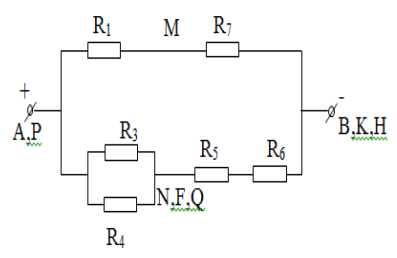 R1 M R7
+ -
A,P B,K,H
R3
R5 R6
N,F,Q
R4